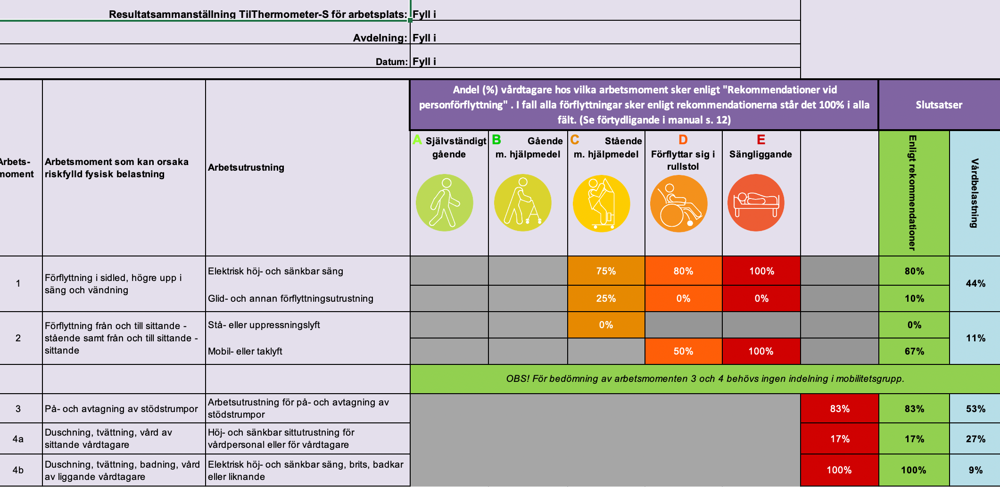 Resultatsammanställning TilThermometer-S för arbetsplats: Fyll i
Avdelning: Fyll i
Datum: Fyll i
Andel (%) vårdtagare hos vilka arbetsmoment sker enligt "Rekommendationer vid
personförflyttning" . I fall alla förflyttningar sker enligt rekommendationerna står det 100% i alla
fält. (Se förtydligande i manual s. 12)
Slutsatser
Arbets-
moment
Arbetsmoment som kan orsaka
riskfylld fysisk belastning
Arbetsutrustning
A Självständigt
gående
B Gående
m. hjälpmedel
C Stående
m. hjälpmedel
D
Förflyttar sig i
rullstol
E
Sängliggande
Enligt rekommendationer
Vårdbelastning
1
Förflyttning i sidled, högre upp i
säng och vändning
Elektrisk höj- och sänkbar säng
75% 80% 100% 80%
44%
Glid- och annan förflyttningsutrustning
25% 0% 0% 10%
2
Förflyttning från och till sittande -
stående samt från och till sittande -
sittande
Stå- eller uppressningslyft
0% 0%
11%
Mobil- eller taklyft
50% 100% 67%
OBS! För bedömning av arbetsmomenten 3 och 4 behövs ingen indelning i mobilitetsgrupp.
3
På- och avtagning av stödstrumpor
Arbetsutrustning för på- och avtagning av
stödstrumpor
83% 83% 53%
4a
Duschning, tvättning, vård av
sittande vårdtagare
Höj- och sänkbar sittutrustning för
vårdpersonal eller för vårdtagare
17% 17% 27%
4b
Duschning, tvättning, badning, vård
av liggande vårdtagare
Elektrisk höj- och sänkbar säng, brits, badkar
eller liknande
100% 100% 9%